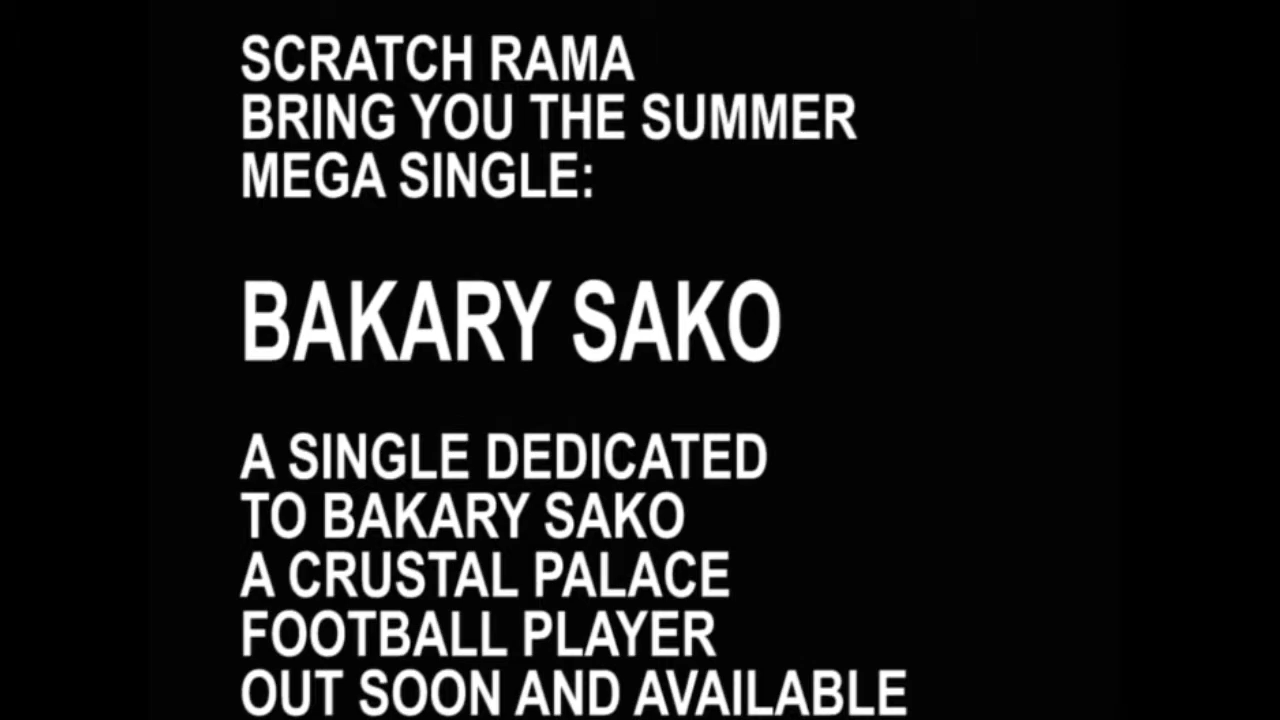 SCRATCH RAMA
BRING YOU THE SUMMER
MEGA SINGLE:
BAKARY SAKO
A SINGLE DEDICATED
TO BAKARY SAKO
A CRUSTAL PALACE
FOOTBALL PLAYER
OUT SOON AND AVAILABLE